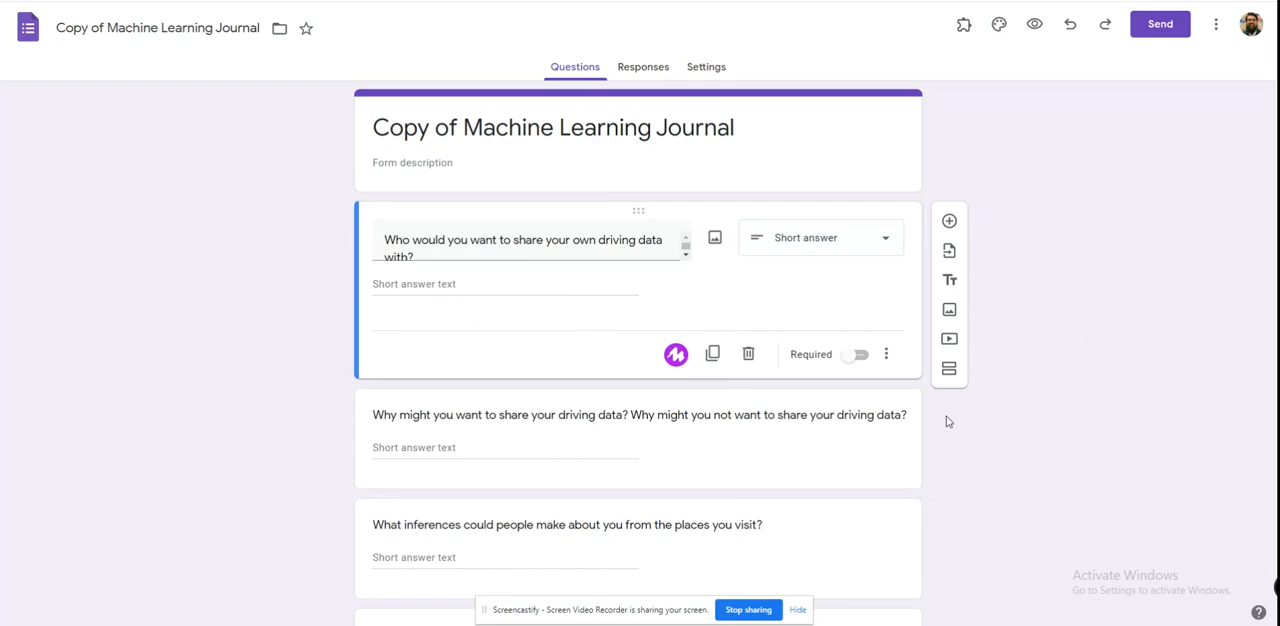 Copy of Machine Learning Journal
Send
Questions
Responses
Settings
Copy of Machine Learning Journal
Form description
Who would you want to share your own driving data
with?
Short answer
Short answer text
Required
Why might you want to share your driving data? Why might you not want to share your driving data?
Short answer text
What inferences could people make about you from the places you visit?
Short answer text
Activate Windows
Go to Settings to activate Windows.
Screencastify - Screen Video Recorder is sharing your screen.
Stop sharing
Hide